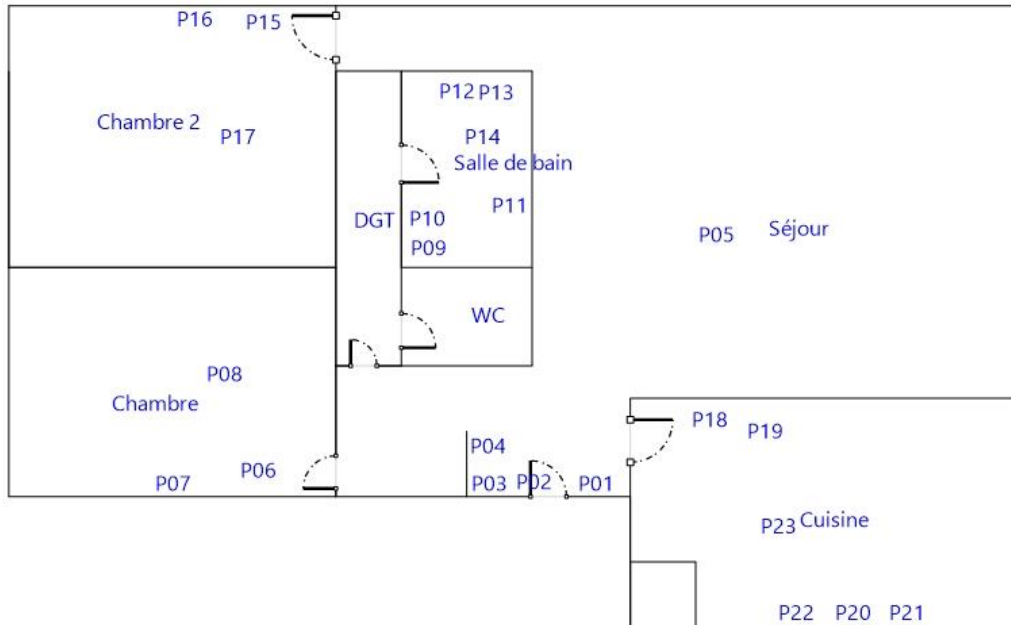 P16
P15
P12
P13
Chambre 2
P17
P14
Salle de bain
P11
DGT
P10
P09
P05
Séjour
WC
P08
Chambre
P18
P19
P04
P06
P07
P03
P02
P01
P23
Cuisine
P22
P20
P21